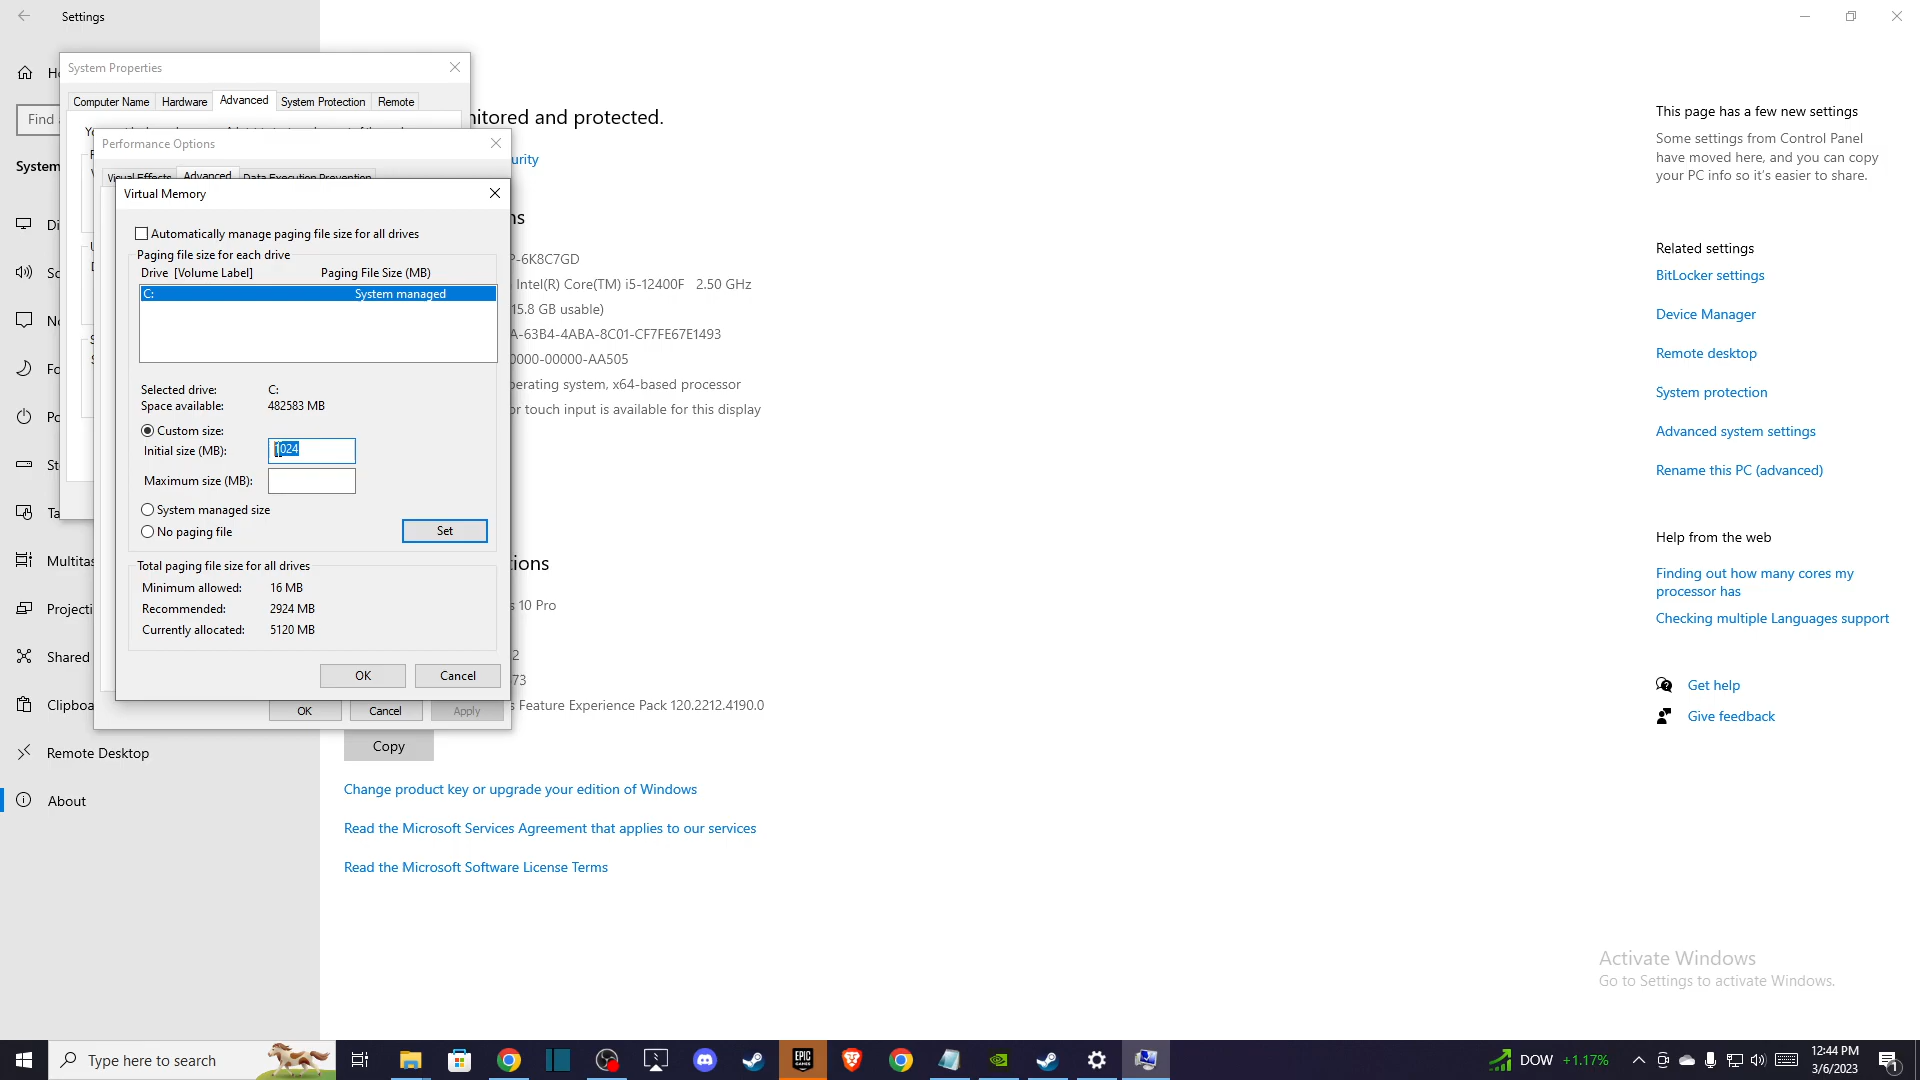 Settings
System Properties
Computer Name
Hardware
Advanced
System Protection
Remote
Find
System
Performance Options
Visual Effects
Advanced
Data Execution Prevention
Virtual Memory
Automatically manage paging file size for all drives
Paging file size for each drive
Drive [Volume Label]
Paging File Size (MB)
C:
System managed
Selected drive:
C:
Space available:
482583 MB
Custom size:
Initial size (MB):
1024
Maximum size (MB):
System managed size
No paging file
Set
Total paging file size for all drives
Minimum allowed:
16 MB
Recommended:
2924 MB
Currently allocated:
5120 MB
OK
Cancel
OK
Cancel
Apply
Multitas
Projecti
Shared
Clipboa
Remote Desktop
About
nitored and protected.
urity
ns
P-6K8C7GD
Intel(R) Core(TM) i5-12400F 2.50 GHz
15.8 GB usable)
A-63B4-4ABA-8C01-CF7FE67E1493
0000-00000-AA505
perating system, x64-based processor
or touch input is available for this display
ions
s 10 Pro
2
73
s Feature Experience Pack 120.2212.4190.0
Copy
Change product key or upgrade your edition of Windows
Read the Microsoft Services Agreement that applies to our services
Read the Microsoft Software License Terms
This page has a few new settings
Some settings from Control Panel
have moved here, and you can copy
your PC info so it's easier to share.
Related settings
BitLocker settings
Device Manager
Remote desktop
System protection
Advanced system settings
Rename this PC (advanced)
Help from the web
Finding out how many cores my
processor has
Checking multiple Languages support
Get help
Give feedback
Activate Windows
Go to Settings to activate Windows.
Type here to search
EPIC
GAMES
DOW +1.17%
12:44 PM
3/6/2023
1